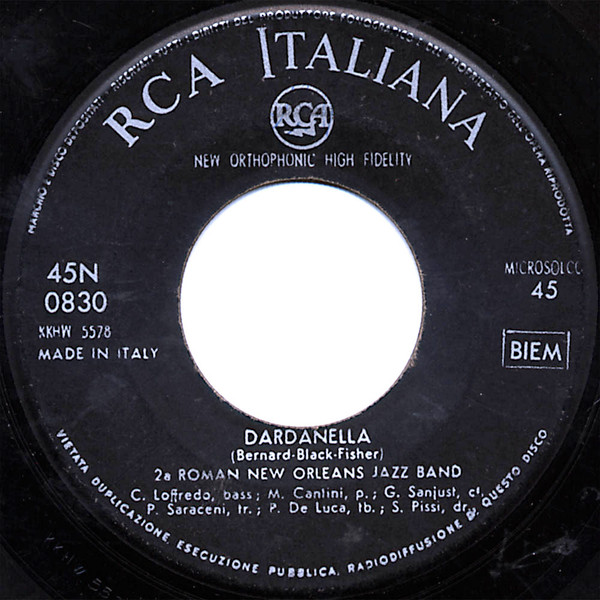 MARCHIO E DISCO DEPOSITATI · RISERVATI TUTTI I DIRITTI DEL PRODUTTORE FONOGRAFICO E DEL PROPRIETARIO DELL'OPERA RIPRODOTTA
RCA ITALIANA
RCA
NEW ORTHOPHONIC HIGH FIDELITY
45N
0830
KKHW 5578
MADE IN ITALY
MICROSOLCO
45
BIEM
DARDANELLA
(Bernard-Black-Fisher)
2a ROMAN NEW ORLEANS JAZZ BAND
C. Loffredo, bass; M. Cantini, p.; G. Sanjust, cl
P. Saraceni, tr.; P. De Luca, tb.; S. Pissi, dr.
VIETATA DUPLICAZIONE ESECUZIONE PUBBLICA, RADIODIFFUSIONE DI QUESTO DISCO